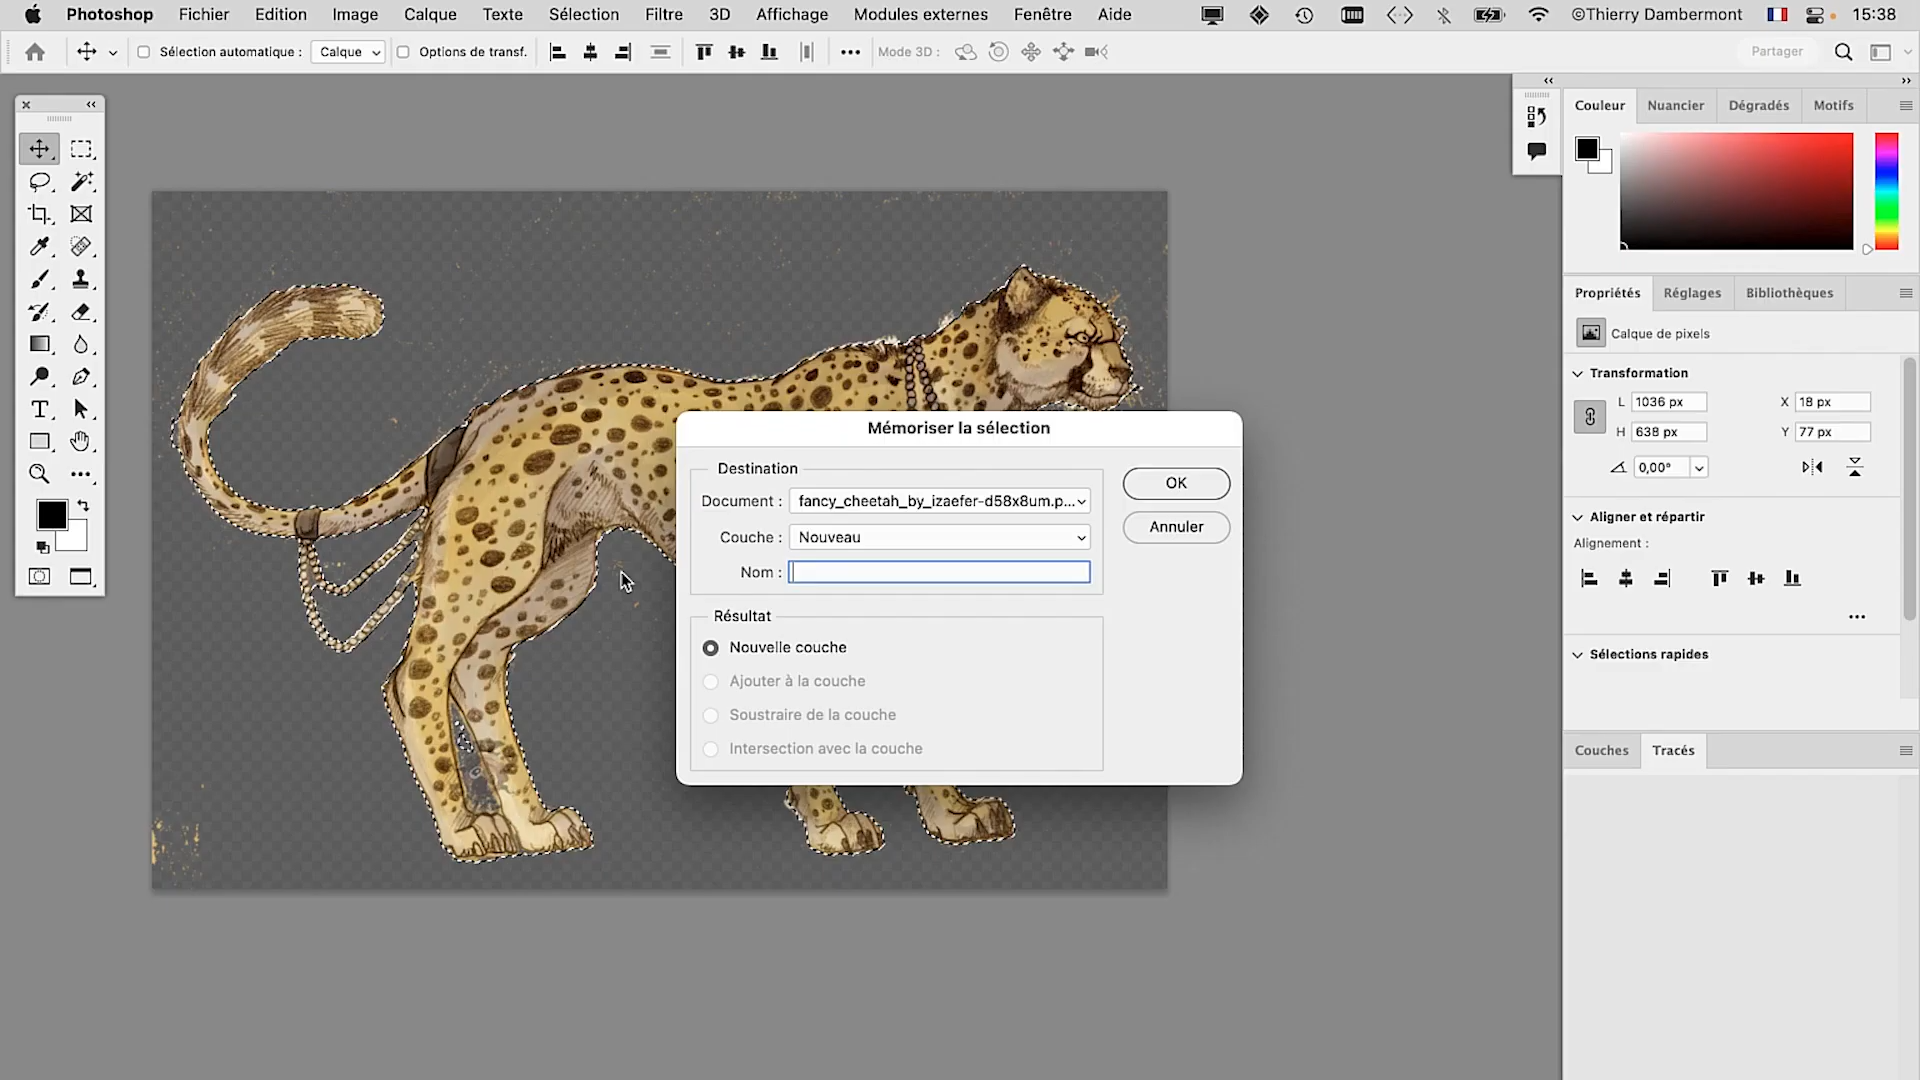 Photoshop Fichier Edition Image Calque Texte Sélection Filtre 3D Affichage Modules externes Fenêtre Aide ©Thierry Dambermont 15:38
Sélection automatique : Calque Options de transf. Mode 3D : Partager
Couleur Nuancier Dégradés Motifs
Propriétés Réglages Bibliothèques
Calque de pixels
Transformation
L 1036 px X 18 px
H 638 px Y 77 px
0,00°
Aligner et répartir
Alignement :
Sélections rapides
Couches Tracés
Mémoriser la sélection
Destination
Document : fancy_cheetah_by_izaefer-d58x8um.p...
Couche : Nouveau
Nom :
OK
Annuler
Résultat
Nouvelle couche
Ajouter à la couche
Soustraire de la couche
Intersection avec la couche